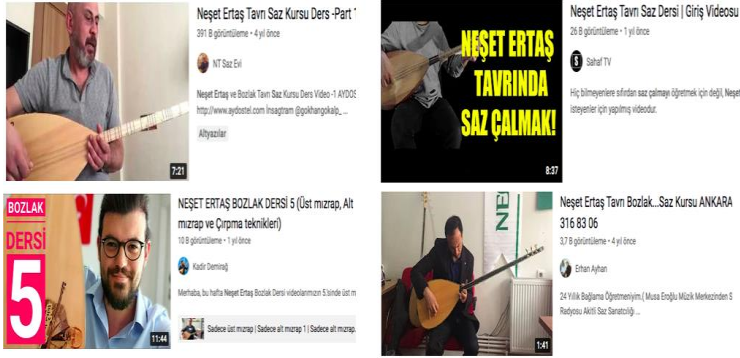 Neşet Ertaş Tavrı Saz Kursu Ders -Part 1
391 B görüntüleme • 4 yıl önce
NT Saz Evi
Neşet Ertaş ve Bozlak Tavrı Saz Kursu Ders Video -1 AYDOS
http://www.aydostel.com İnsagtram @gokhangokalp_ ...
Altyazılar
7:21
NEŞET ERTAŞ
TAVRINDA
SAZ ÇALMAK!
8:37
Neşet Ertaş Tavrı Saz Dersi | Giriş Videosu
26 B görüntüleme • 1 yıl önce
S
Sahaf TV
Hiç bilmeyenlere sıfırdan saz çalmayı öğretmek için değil, Neşet
isteyenler için yapılmış videodur.
BOZLAK
DERSİ
5
11:44
NEŞET ERTAŞ BOZLAK DERSİ 5 (Üst mızrap, Alt
mızrap ve Çırpma teknikleri)
10 B görüntüleme • 1 yıl önce
Kadir Demirağ
Merhaba, bu hafta Neşet Ertaş Bozlak Dersi videolarımızın 5.'sinde üst m
Sadece üst mızrap | Sadece alt mızrap 1 | Sadece alt mızrap.
NE
1:41
Neşet Ertaş Tavrı Bozlak...Saz Kursu ANKARA
316 83 06
3,7 B görüntüleme • 4 yıl önce
Erhan Ayhan
24 Yıllık Bağlama Öğretmeniyim.( Musa Eroğlu Müzik Merkezinden S
Radyosu Akitli Saz Sanatcılığı ...